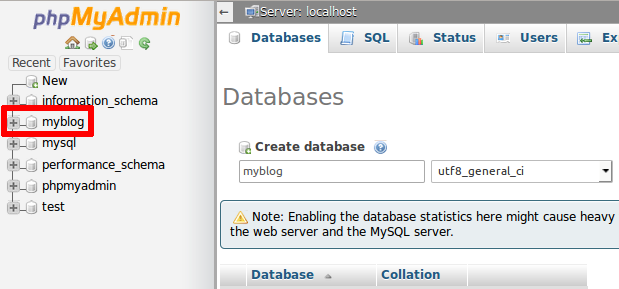 phpMyAdmin
Recent Favorites
New
information_schema
myblog
mysql
performance_schema
phpmyadmin
test
Server: localhost
Databases SQL Status Users
Databases
Create database
myblog utf8_general_ci
Note: Enabling the database statistics here might cause heavy
the web server and the MySQL server.
Database Collation